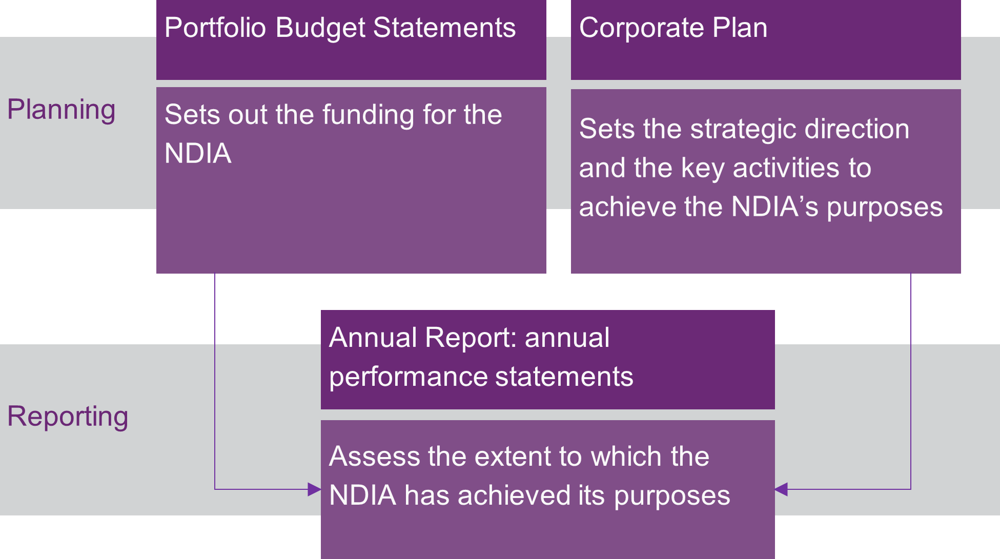 Portfolio Budget Statements
Corporate Plan
Planning
Sets out the funding for the
NDIA
Sets the strategic direction
and the key activities to
achieve the NDIA’s purposes
Reporting
Annual Report: annual
performance statements
Assess the extent to which the
NDIA has achieved its purposes